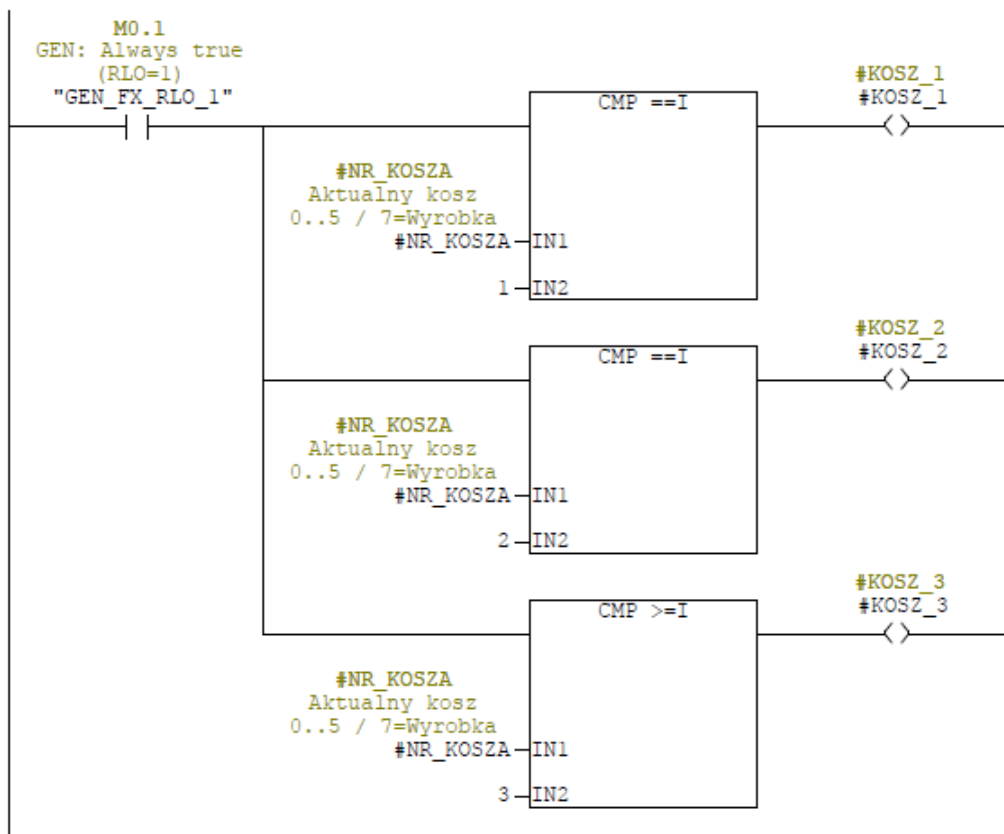 M0.1
GEN: Always true
(RLO=1)
"GEN_FX_RLO_1"
CMP ==I
#KOSZ_1
#KOSZ_1
#NR_KOSZA
Aktualny kosz
0..5 / 7=Wyrobka
#NR_KOSZA IN1
1 IN2
CMP ==I
#KOSZ_2
#KOSZ_2
#NR_KOSZA
Aktualny kosz
0..5 / 7=Wyrobka
#NR_KOSZA IN1
2 IN2
CMP >=I
#KOSZ_3
#KOSZ_3
#NR_KOSZA
Aktualny kosz
0..5 / 7=Wyrobka
#NR_KOSZA IN1
3 IN2